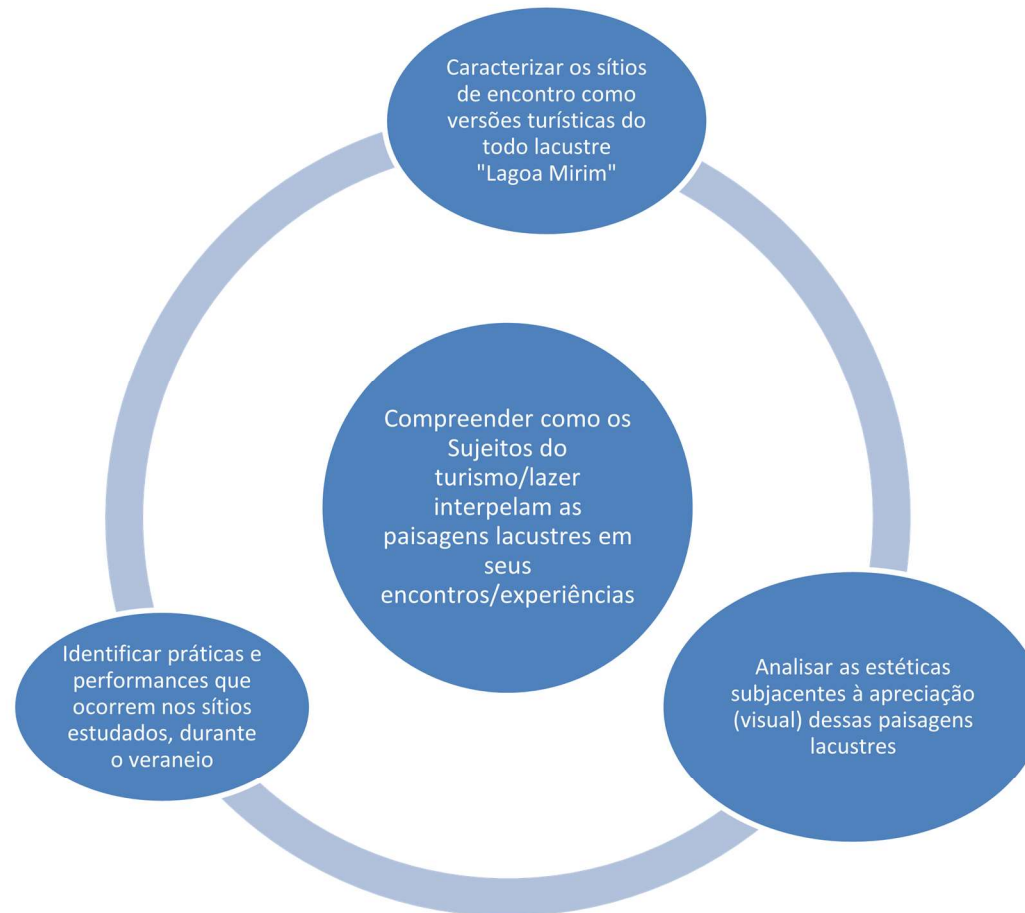 Caracterizar os sítios
de encontro como
versões turísticas do
todo lacustre
"Lagoa Mirim"
Compreender como os
Sujeitos do
turismo/lazer
interpelam as
paisagens lacustres em
seus
encontros/experiências
Identificar práticas e
performances que
ocorrem nos sítios
estudados, durante
o veraneio
Analisar as estéticas
subjacentes à apreciação
(visual) dessas paisagens
lacustres